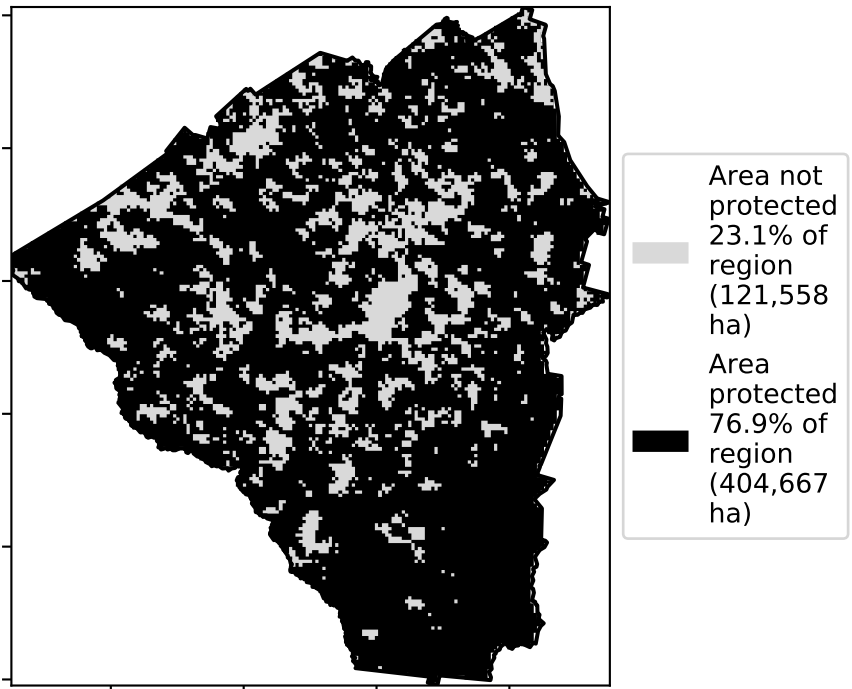 Area not
protected
23.1% of
region
(121,558
ha)
Area
protected
76.9% of
region
(404,667
ha)